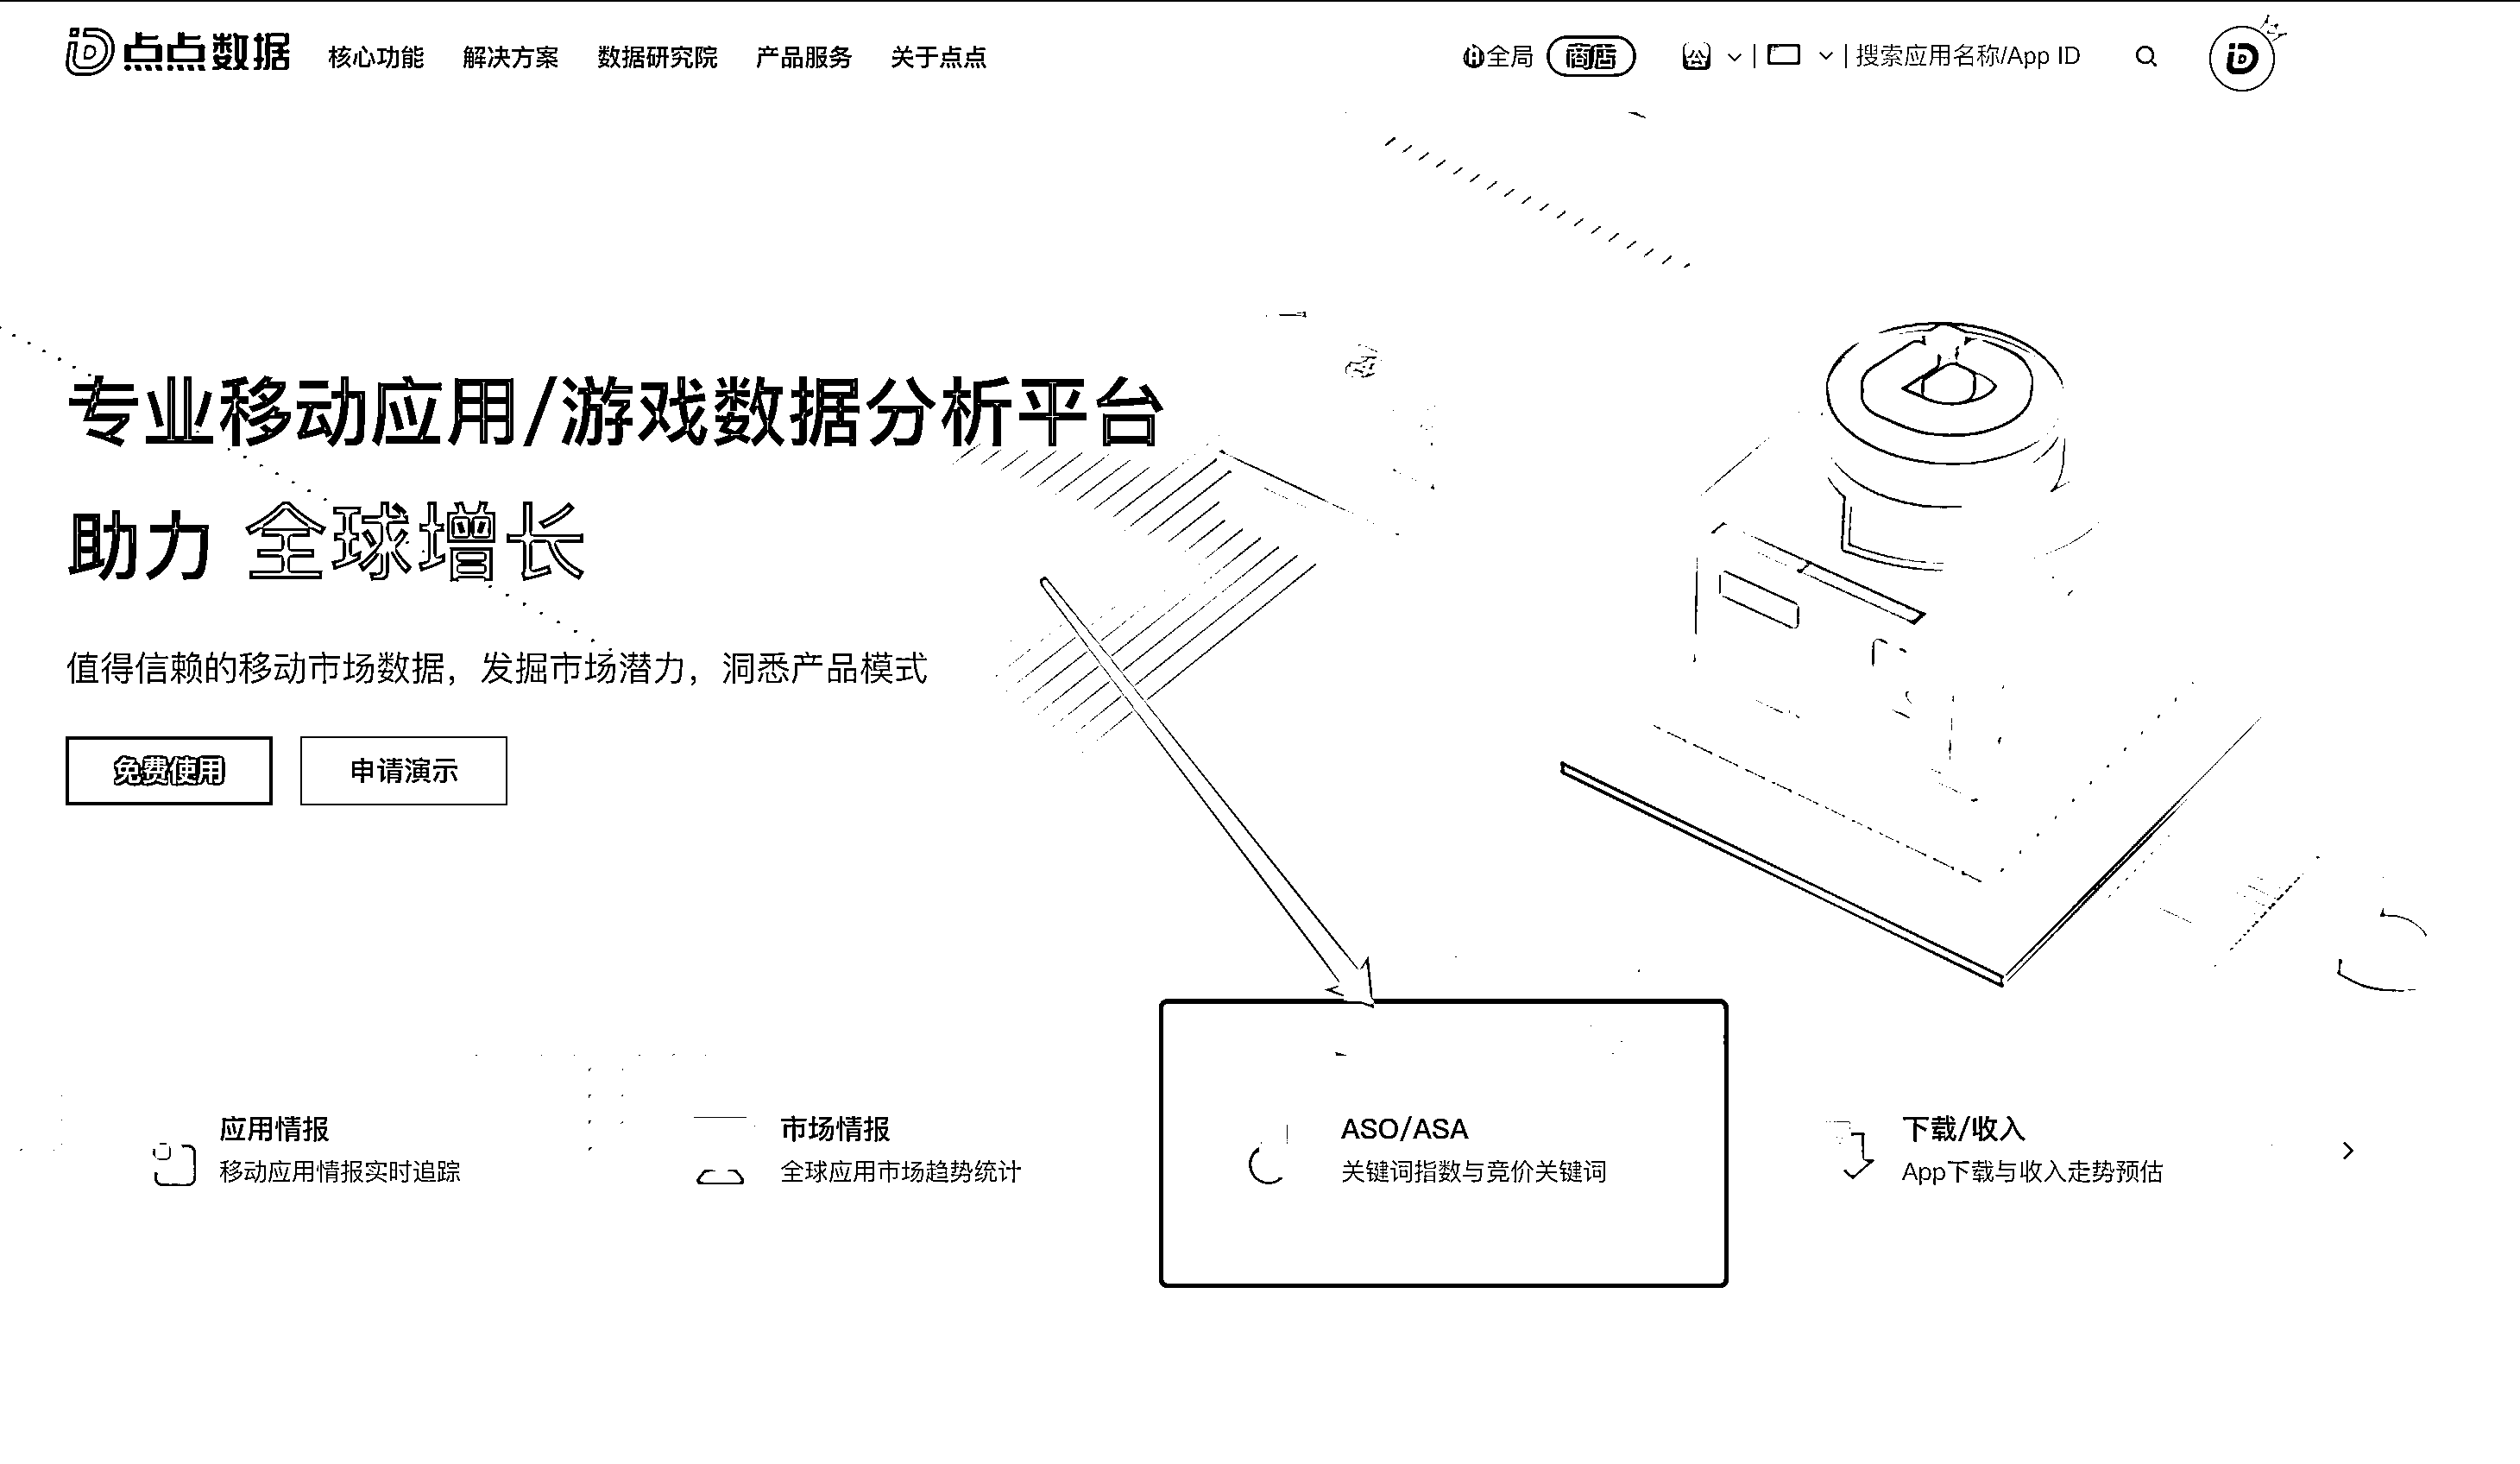 点点数据 核心功能 解决方案 数据研究院 产品服务 关于点点 全局 商店 搜索应用名称/App ID
专业移动应用/游戏数据分析平台
助力 全球增长
值得信赖的移动市场数据，发掘市场潜力，洞悉产品模式
免费使用 申请演示
应用情报 市场情报 ASO/ASA 下载/收入
移动应用情报实时追踪 全球应用市场趋势统计 关键词指数与竞价关键词 App下载与收入走势预估